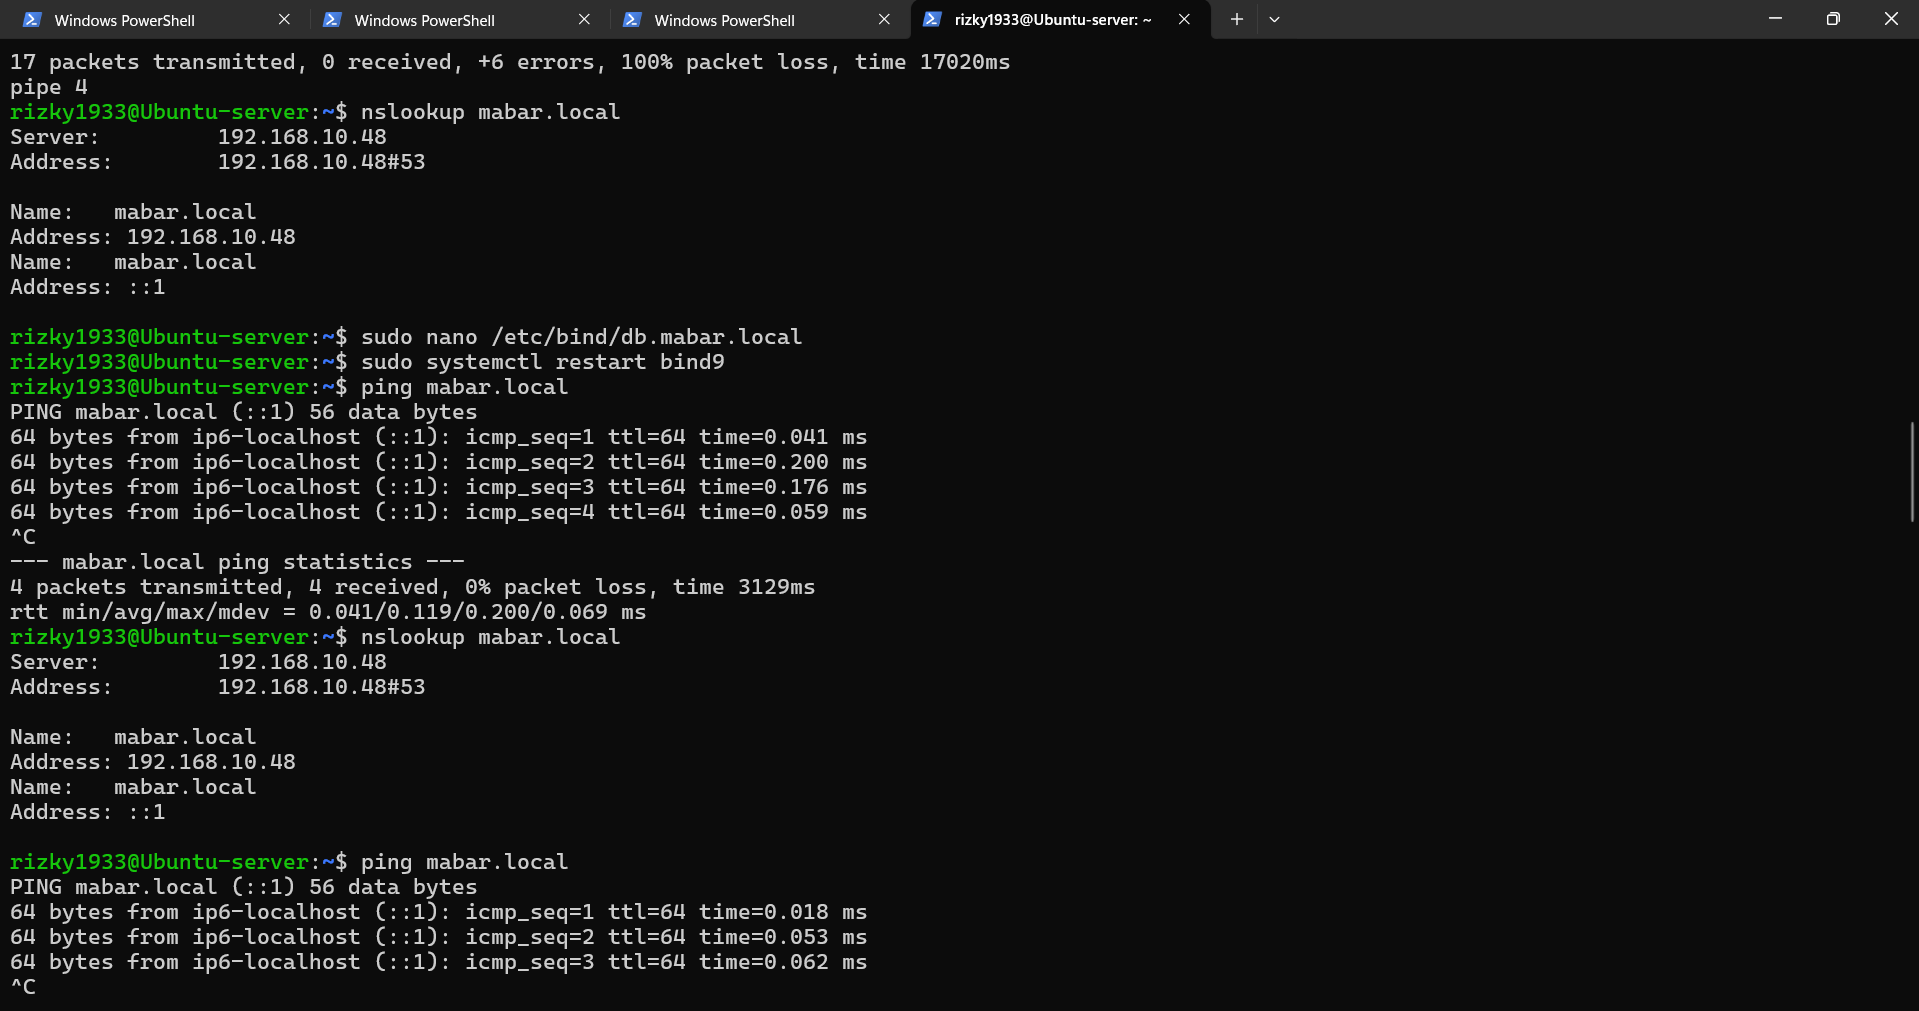 Windows PowerShell
Windows PowerShell
Windows PowerShell
rizky1933@Ubuntu-server: ~
17 packets transmitted, 0 received, +6 errors, 100% packet loss, time 17020ms
pipe 4
rizky1933@Ubuntu-server:~$ nslookup mabar.local
Server:         192.168.10.48
Address:        192.168.10.48#53
Name:   mabar.local
Address: 192.168.10.48
Name:   mabar.local
Address: ::1
rizky1933@Ubuntu-server:~$ sudo nano /etc/bind/db.mabar.local
rizky1933@Ubuntu-server:~$ sudo systemctl restart bind9
rizky1933@Ubuntu-server:~$ ping mabar.local
PING mabar.local (::1) 56 data bytes
64 bytes from ip6-localhost (::1): icmp_seq=1 ttl=64 time=0.041 ms
64 bytes from ip6-localhost (::1): icmp_seq=2 ttl=64 time=0.200 ms
64 bytes from ip6-localhost (::1): icmp_seq=3 ttl=64 time=0.176 ms
64 bytes from ip6-localhost (::1): icmp_seq=4 ttl=64 time=0.059 ms
^C
--- mabar.local ping statistics ---
4 packets transmitted, 4 received, 0% packet loss, time 3129ms
rtt min/avg/max/mdev = 0.041/0.119/0.200/0.069 ms
rizky1933@Ubuntu-server:~$ nslookup mabar.local
Server:         192.168.10.48
Address:        192.168.10.48#53
Name:   mabar.local
Address: 192.168.10.48
Name:   mabar.local
Address: ::1
rizky1933@Ubuntu-server:~$ ping mabar.local
PING mabar.local (::1) 56 data bytes
64 bytes from ip6-localhost (::1): icmp_seq=1 ttl=64 time=0.018 ms
64 bytes from ip6-localhost (::1): icmp_seq=2 ttl=64 time=0.053 ms
64 bytes from ip6-localhost (::1): icmp_seq=3 ttl=64 time=0.062 ms
^C